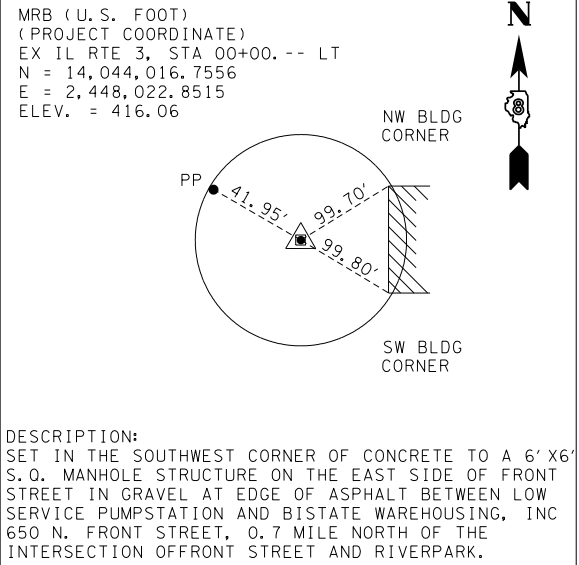 MRB (U.S. FOOT)
(PROJECT COORDINATE)
EX IL RTE 3, STA 00+00.-- LT
N = 14,044,016.7556
E = 2,448,022.8515
ELEV. = 416.06
N
8
NW BLDG
CORNER
PP
41.95'
99.70'
99.80'
SW BLDG
CORNER
DESCRIPTION:
SET IN THE SOUTHWEST CORNER OF CONCRETE TO A 6'X6'
S.Q. MANHOLE STRUCTURE ON THE EAST SIDE OF FRONT
STREET IN GRAVEL AT EDGE OF ASPHALT BETWEEN LOW
SERVICE PUMPSTATION AND BISTATE WAREHOUSING, INC
650 N. FRONT STREET, 0.7 MILE NORTH OF THE
INTERSECTION OFFRONT STREET AND RIVERPARK.